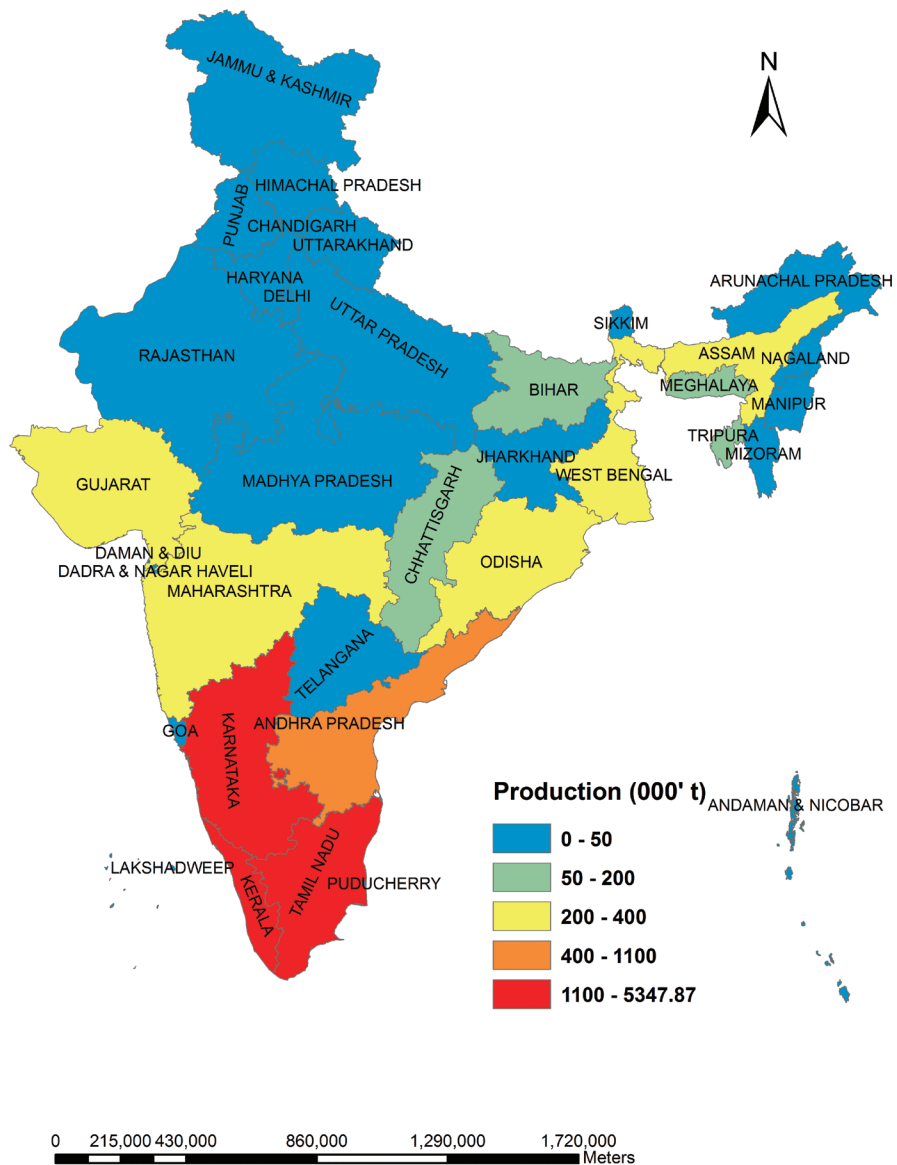 N
JAMMU & KASHMIR
HIMACHAL PRADESH
PUNJAB
CHANDIGARH
UTTARAKHAND
HARYANA
DELHI
UTTAR PRADESH
ARUNACHAL PRADESH
SIKKIM
RAJASTHAN
ASSAM
NAGALAND
BIHAR
MEGHALAYA
MANIPUR
TRIPURA
MIZORAM
JHARKHAND
WEST BENGAL
GUJARAT
MADHYA PRADESH
CHHATTISGARH
DAMAN & DIU
DADRA & NAGAR HAVELI
ODISHA
MAHARASHTRA
TELANGANA
GOA
KARNATAKA
ANDHRA PRADESH
Production (000' t)
ANDAMAN & NICOBAR
0 - 50
LAKSHADWEEP
KERALA
TAMIL NADU
PUDUCHERRY
50 - 200
200 - 400
400 - 1100
1100 - 5347.87
0 215,000 430,000 860,000 1,290,000 1,720,000
Meters